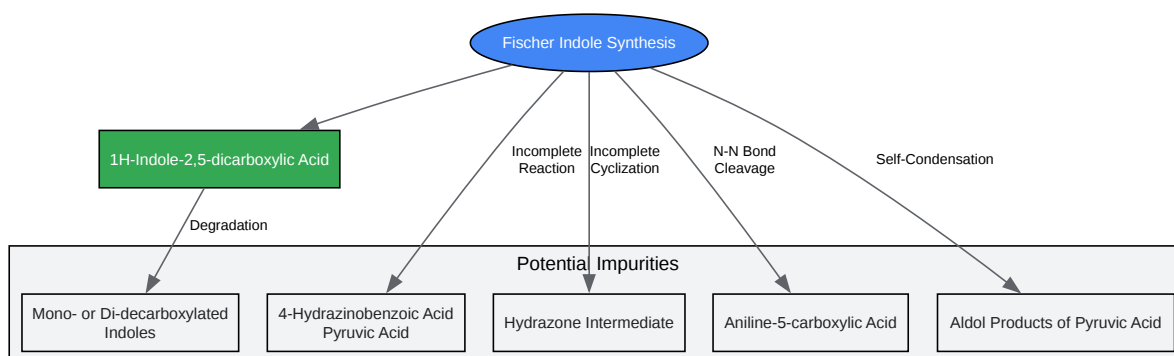 Fischer Indole Synthesis
1H-Indole-2,5-dicarboxylic Acid
Incomplete
Reaction
Incomplete
Cyclization
N-N Bond
Cleavage
Self-Condensation
Degradation
Potential Impurities
Mono- or Di-decarboxylated
Indoles
4-Hydrazinobenzoic Acid
Pyruvic Acid
Hydrazone Intermediate
Aniline-5-carboxylic Acid
Aldol Products of Pyruvic Acid